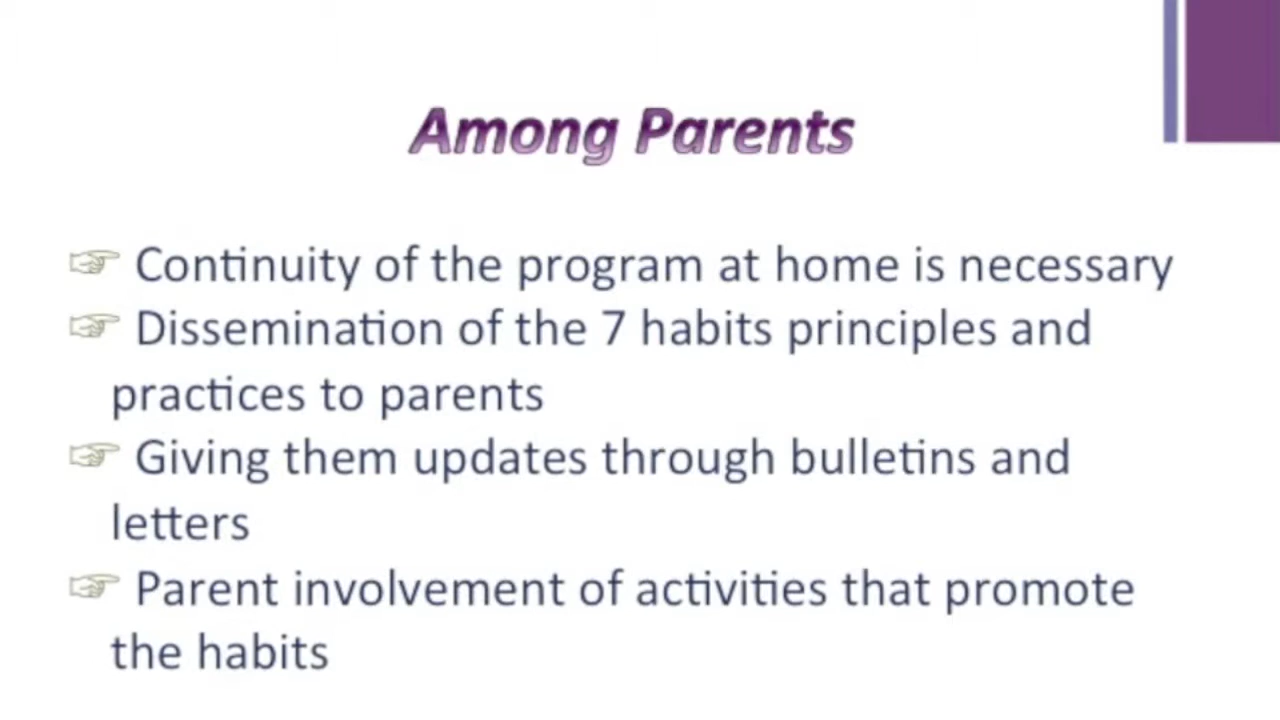 Among Parents
☞ Continuity of the program at home is necessary
☞ Dissemination of the 7 habits principles and
practices to parents
☞ Giving them updates through bulletins and
letters
☞ Parent involvement of activities that promote
the habits